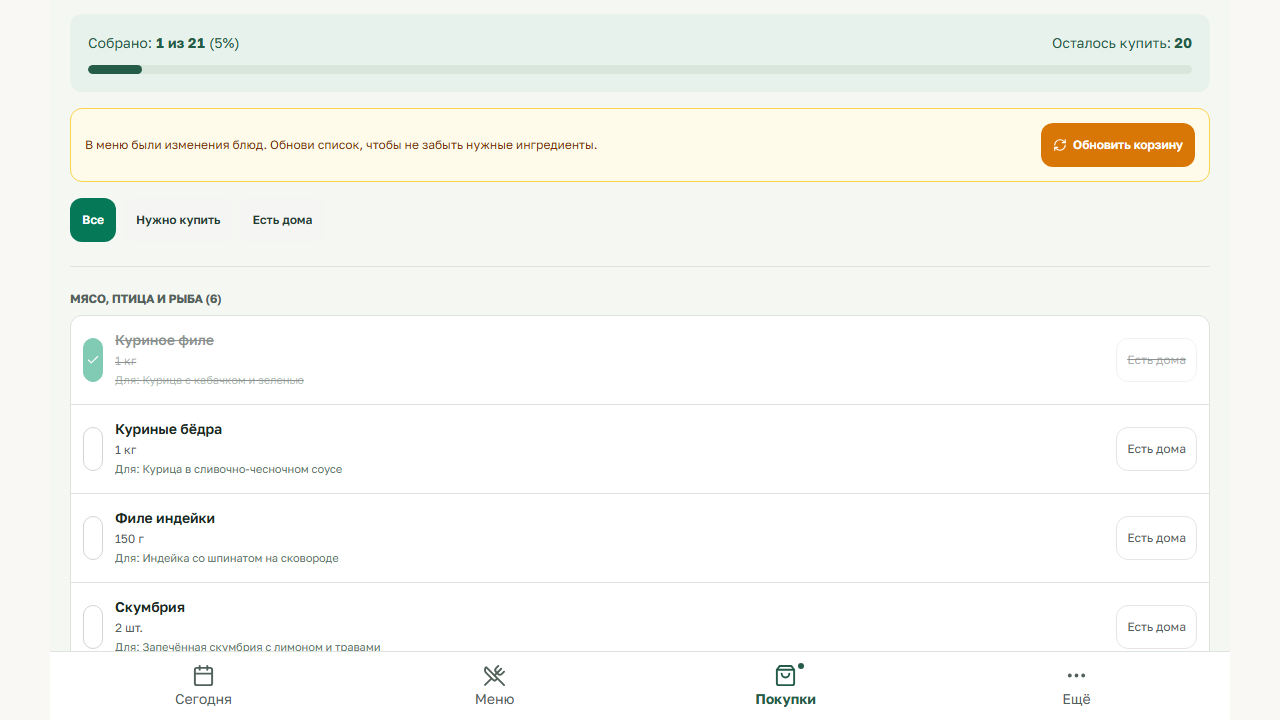 Собрано: 1 из 21 (5%)
Осталось купить: 20
В меню были изменения блюд. Обнови список, чтобы не забыть нужные ингредиенты.
Обновить корзину
Все
Нужно купить
Есть дома
МЯСО, ПТИЦА И РЫБА (6)
Куриное филе
1 кг
Для: Курица с кабачком и зеленью
Есть дома
Куриные бёдра
1 кг
Для: Курица в сливочно-чесночном соусе
Есть дома
Филе индейки
150 г
Для: Индейка со шпинатом на сковороде
Есть дома
Скумбрия
2 шт.
Для: Запечённая скумбрия с лимоном и травами
Есть дома
Сегодня
Меню
Покупки
Ещё